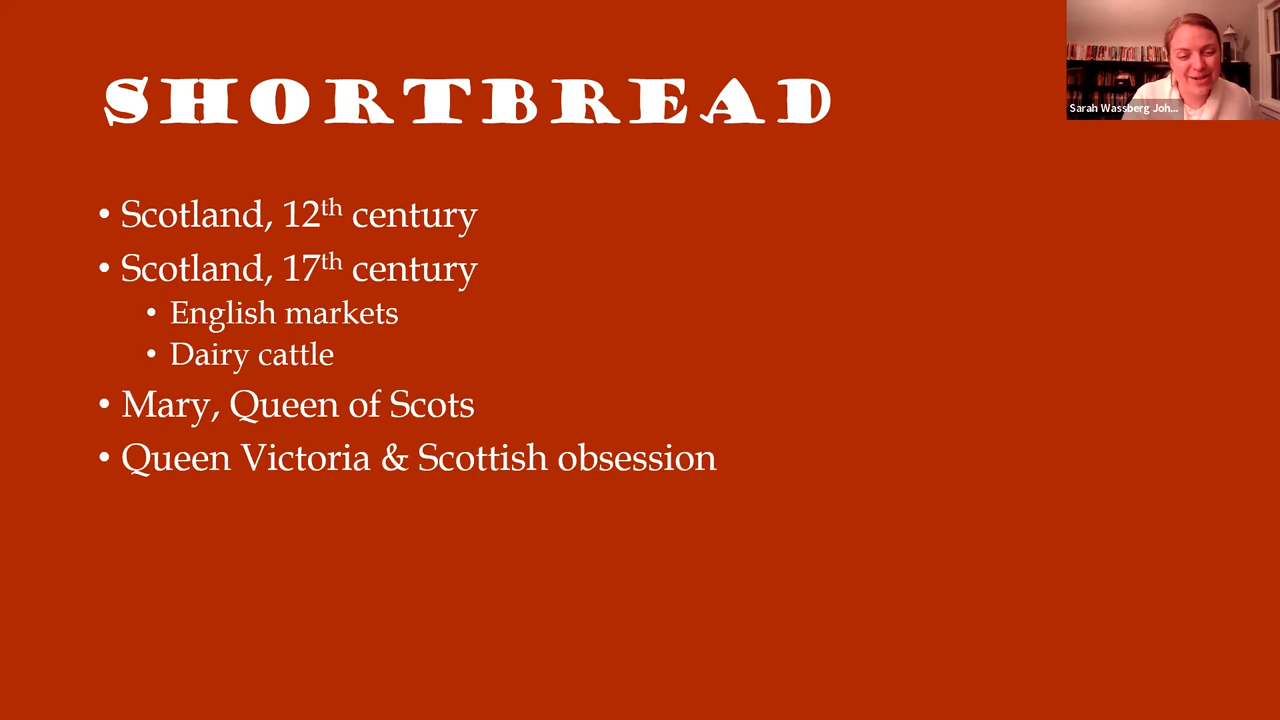 SHORTBREAD
• Scotland, 12th century
• Scotland, 17th century
• English markets
• Dairy cattle
• Mary, Queen of Scots
• Queen Victoria & Scottish obsession
Sarah Wassberg Joh...